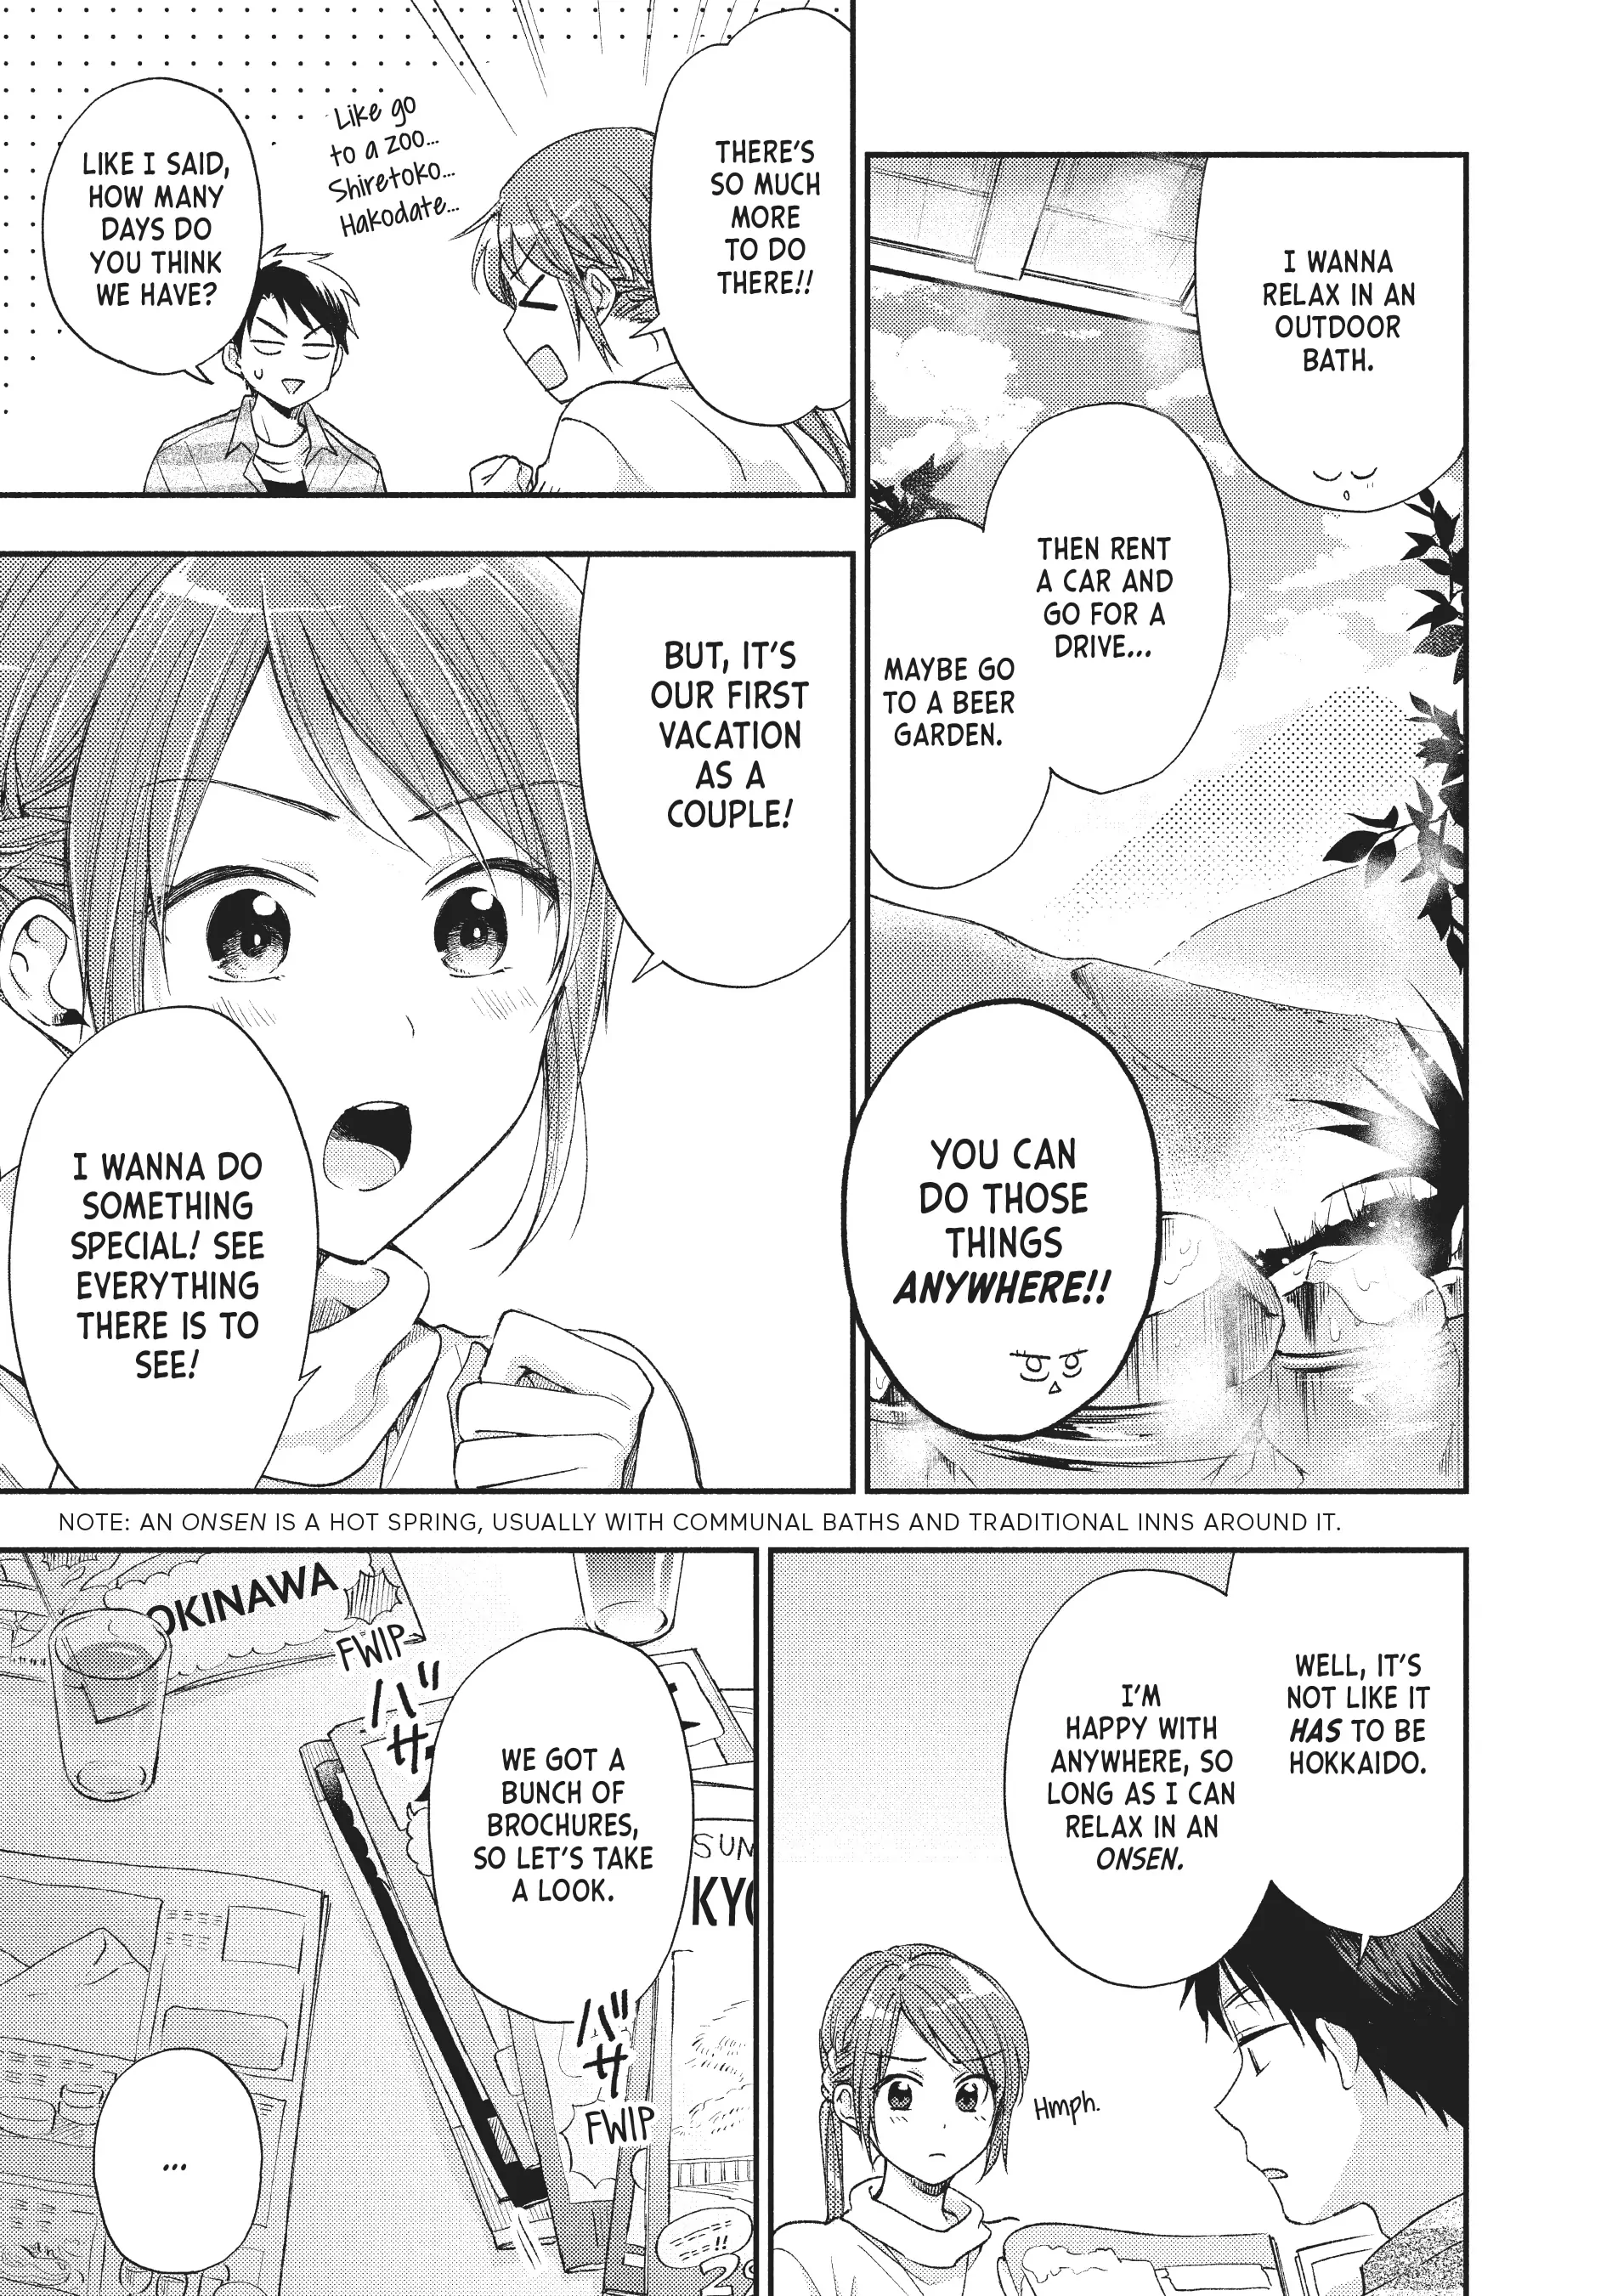 I WANNA
RELAX IN AN
OUTDOOR
BATH.
THEN RENT
A CAR AND
GO FOR A
DRIVE...
MAYBE GO
TO A BEER
GARDEN.
YOU CAN
DO THOSE
THINGS
ANYWHERE!!
THERE'S
SO MUCH
MORE
TO DO
THERE!!
Like go
to a zoo...
Shiretoko...
Hakodate...
LIKE I SAID,
HOW MANY
DAYS DO
YOU THINK
WE HAVE?
BUT, IT'S
OUR FIRST
VACATION
AS A
COUPLE!
I WANNA DO
SOMETHING
SPECIAL! SEE
EVERYTHING
THERE IS TO
SEE!
NOTE: AN ONSEN IS A HOT SPRING, USUALLY WITH COMMUNAL BATHS AND TRADITIONAL INNS AROUND IT.
WELL, IT'S
NOT LIKE IT
HAS TO BE
HOKKAIDO.
I'M
HAPPY WITH
ANYWHERE, SO
LONG AS I CAN
RELAX IN AN
ONSEN.
Hmph.
OKINAWA
FWIP
バサ
WE GOT A
BUNCH OF
BROCHURES,
SO LET'S TAKE
A LOOK.
SUM
KYO
バサ
FWIP
!!
...